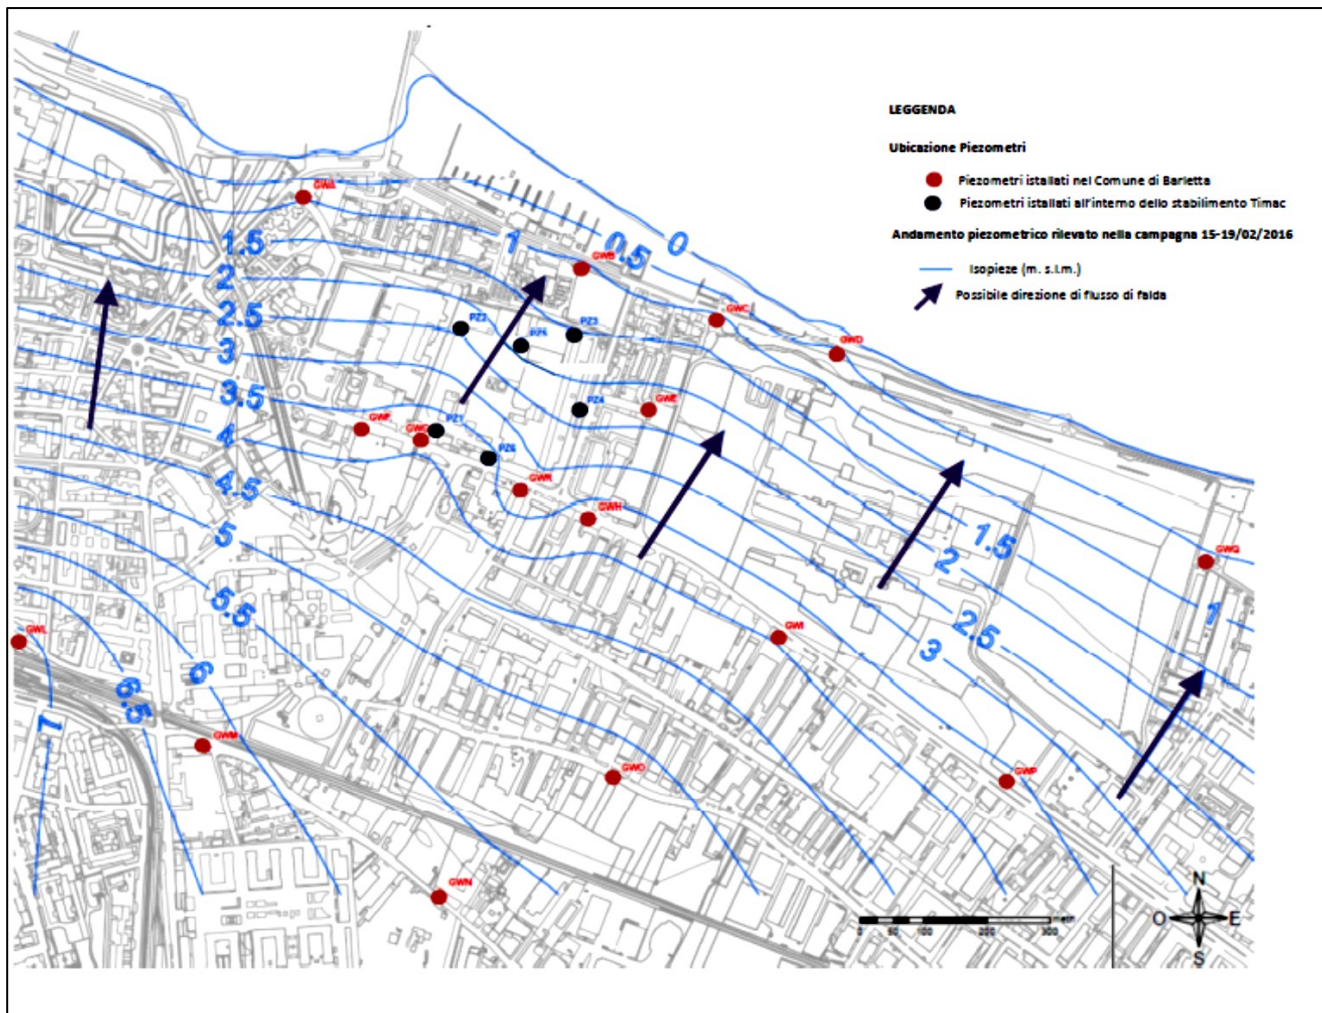 LEGGENDA
Ubicazione Piezometri
Piezometri istallati nel Comune di Barletta
Piezometri istallati all'interno dello stabilimento Timac
Andamento piezometrico rilevato nella campagna 15-19/02/2016
Isopieze (m. s.l.m.)
Possibile direzione di flusso di falda
GWA
1.5
1
0.5
0
GWB
2
2.5
PZ2
PZ5
PZ3
GWC
GWD
3
3.5
PZ4
GWE
GWF
PZ1
4
PZ6
4.5
GWR
GWH
5
1.5
2
GWQ
5.5
2.5
1
GWL
GWI
3
6
6.5
1
GWM
GWO
GWP
GWN
N
O
E
S
0
50
100
200
300